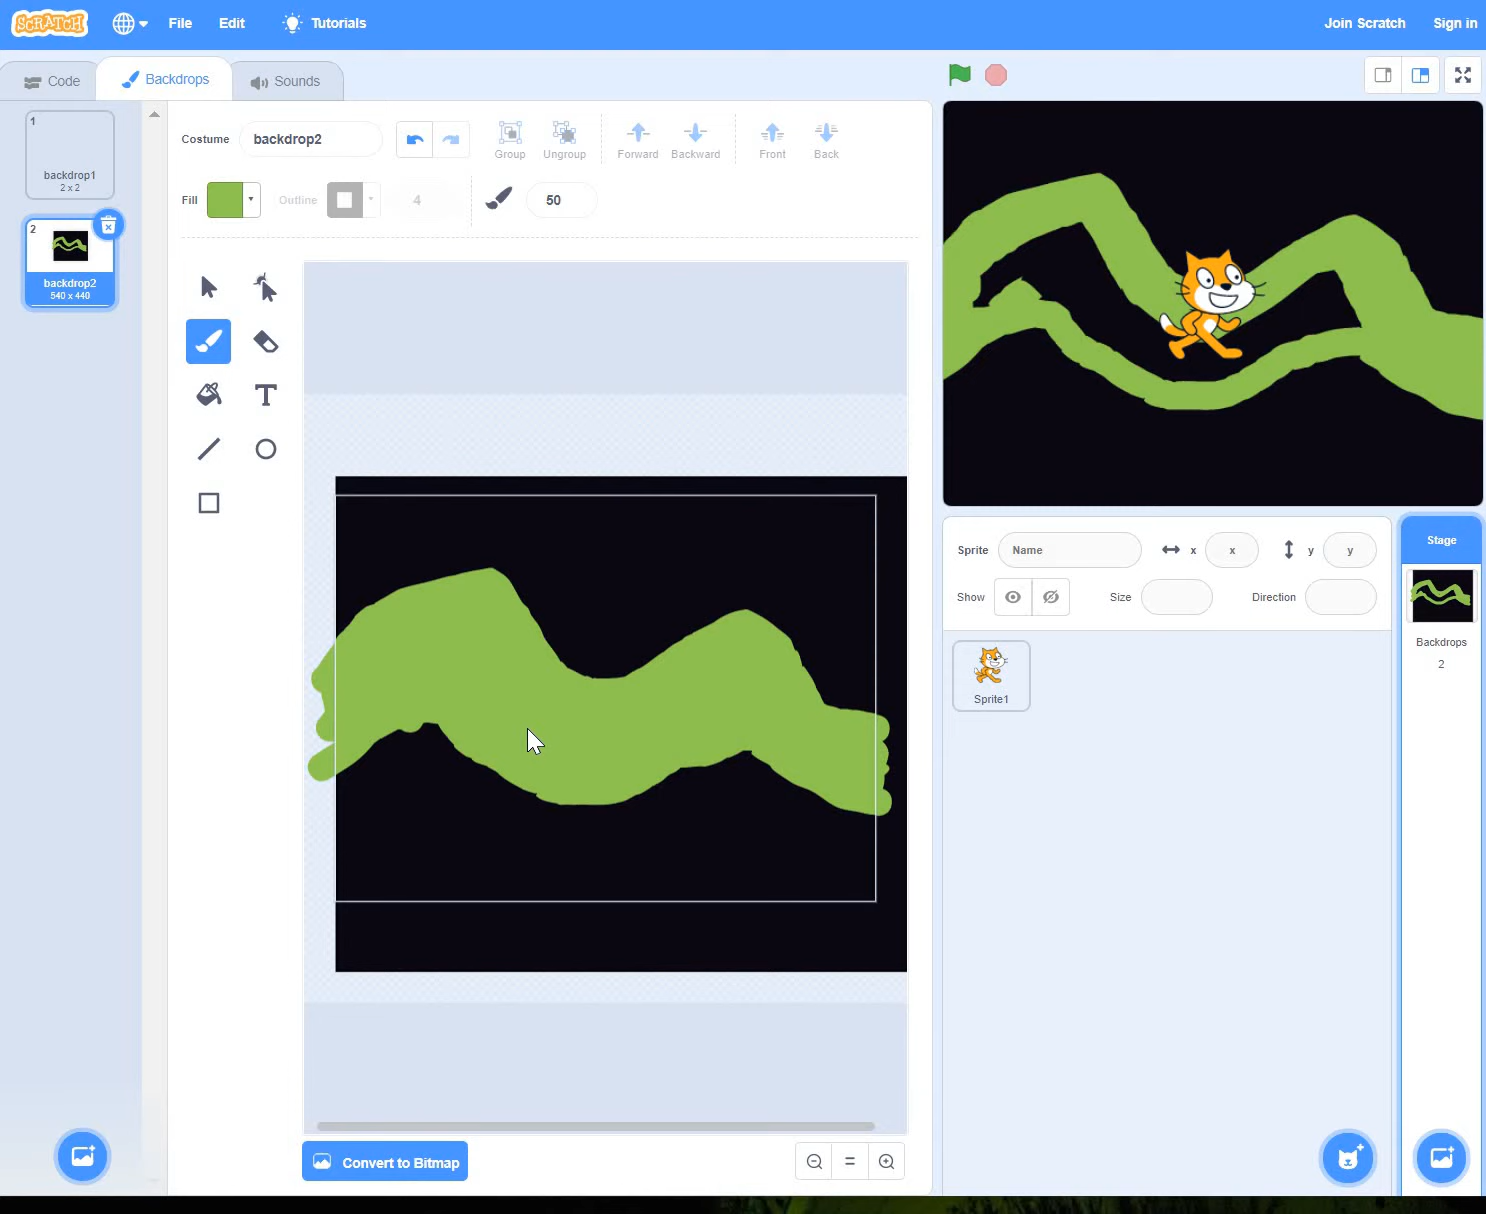 SCRATCH File Edit Tutorials Join Scratch Sign in
Code Backdrops Sounds
1
backdrop1
2 x 2
2
backdrop2
540 x 440
Costume backdrop2 Group Ungroup Forward Backward Front Back
Fill Outline 4 50
Convert to Bitmap
Sprite Name x x y y
Show Size Direction
Sprite1
Stage
Backdrops
2